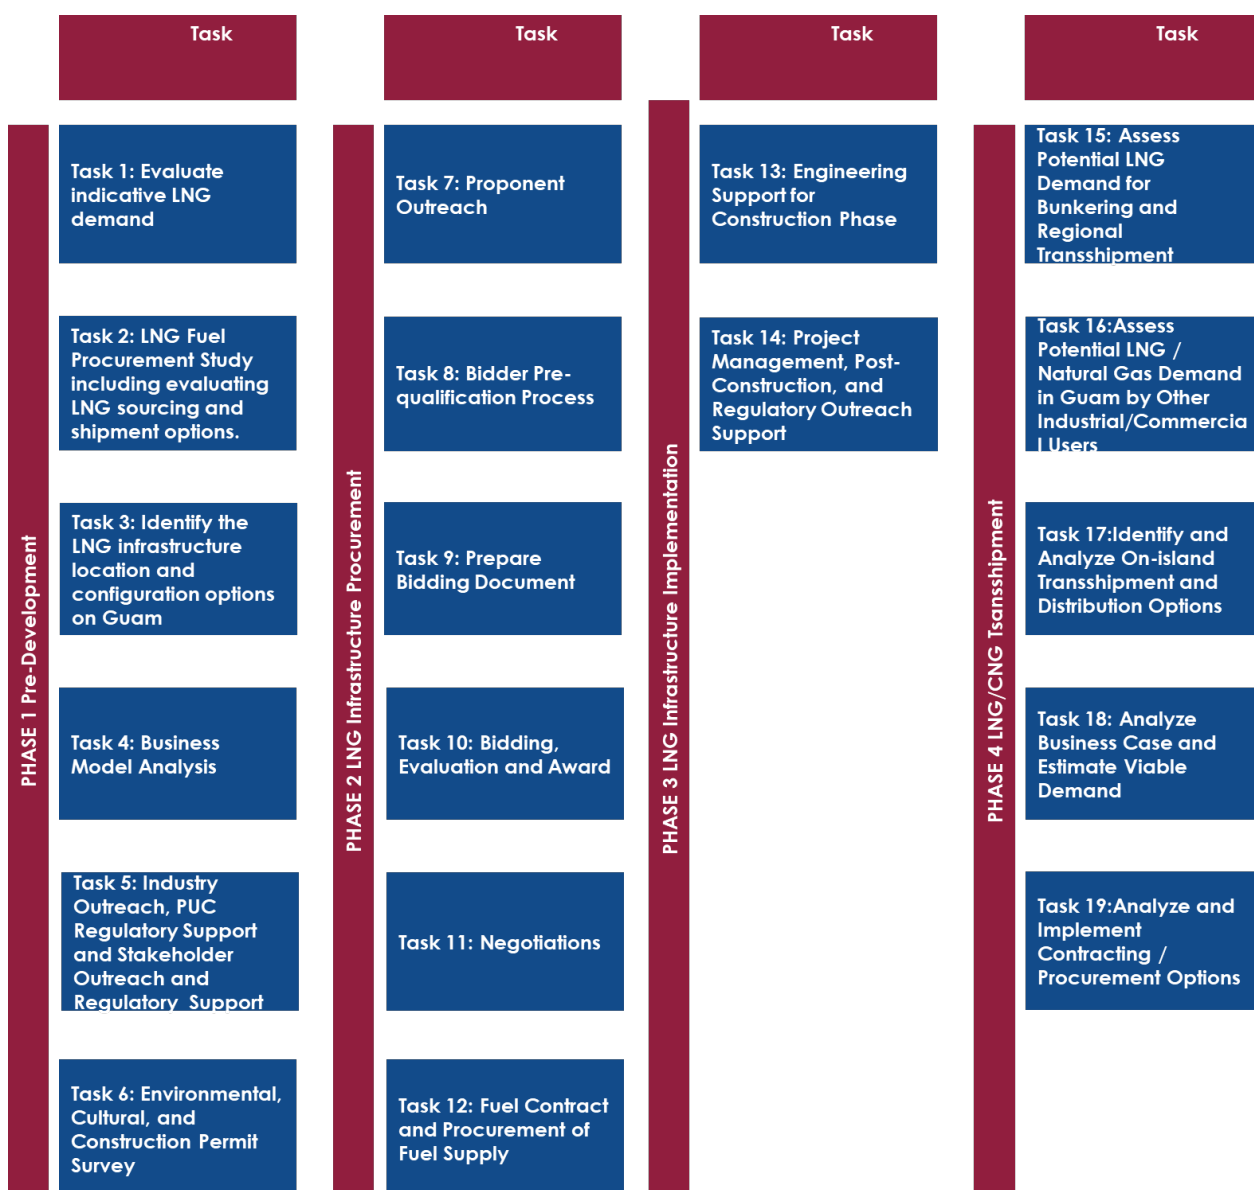 Task
PHASE 1 Pre-Development
Task 1: Evaluate
indicative LNG
demand
Task 2: LNG Fuel
Procurement Study
including evaluating
LNG sourcing and
shipment options.
Task 3: Identify the
LNG infrastructure
location and
configuration options
on Guam
Task 4: Business
Model Analysis
Task 5: Industry
Outreach, PUC
Regulatory Support
and Stakeholder
Outreach and
Regulatory Support
Task 6: Environmental,
Cultural, and
Construction Permit
Survey
Task
PHASE 2 LNG Infrastructure Procurement
Task 7: Proponent
Outreach
Task 8: Bidder Pre-
qualification Process
Task 9: Prepare
Bidding Document
Task 10: Bidding,
Evaluation and Award
Task 11: Negotiations
Task 12: Fuel Contract
and Procurement of
Fuel Supply
Task
PHASE 3 LNG Infrastructure Implementation
Task 13: Engineering
Support for
Construction Phase
Task 14: Project
Management, Post-
Construction, and
Regulatory Outreach
Support
Task
PHASE 4 LNG/CNG Tsansshipment
Task 15: Assess
Potential LNG
Demand for
Bunkering and
Regional
Transshipment
Task 16:Assess
Potential LNG /
Natural Gas Demand
in Guam by Other
Industrial/Commercia
l Users
Task 17:Identify and
Analyze On-island
Transshipment and
Distribution Options
Task 18: Analyze
Business Case and
Estimate Viable
Demand
Task 19:Analyze and
Implement
Contracting /
Procurement Options